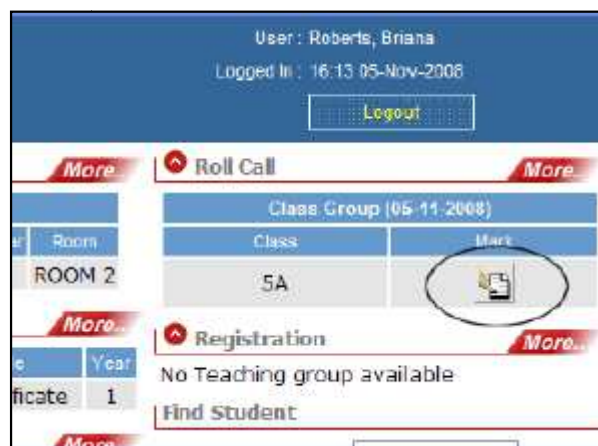 User : Roberts, Briana
Logged In : 16:13 05-Nov-2008
Logout
More
Roll Call
More..
Class Group (05-11-2008)
Room
Class
Mark
ROOM 2
5A
More..
Registration
More..
Year
No Teaching group available
ficate 1
Find Student
More